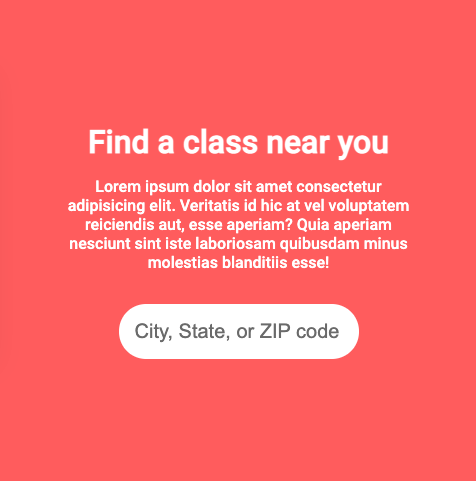 Find a class near you
Lorem ipsum dolor sit amet consectetur
adipisicing elit. Veritatis id hic at vel voluptatem
reiciendis aut, esse aperiam? Quia aperiam
nesciunt sint iste laboriosam quibusdam minus
molestias blanditiis esse!
City, State, or ZIP code